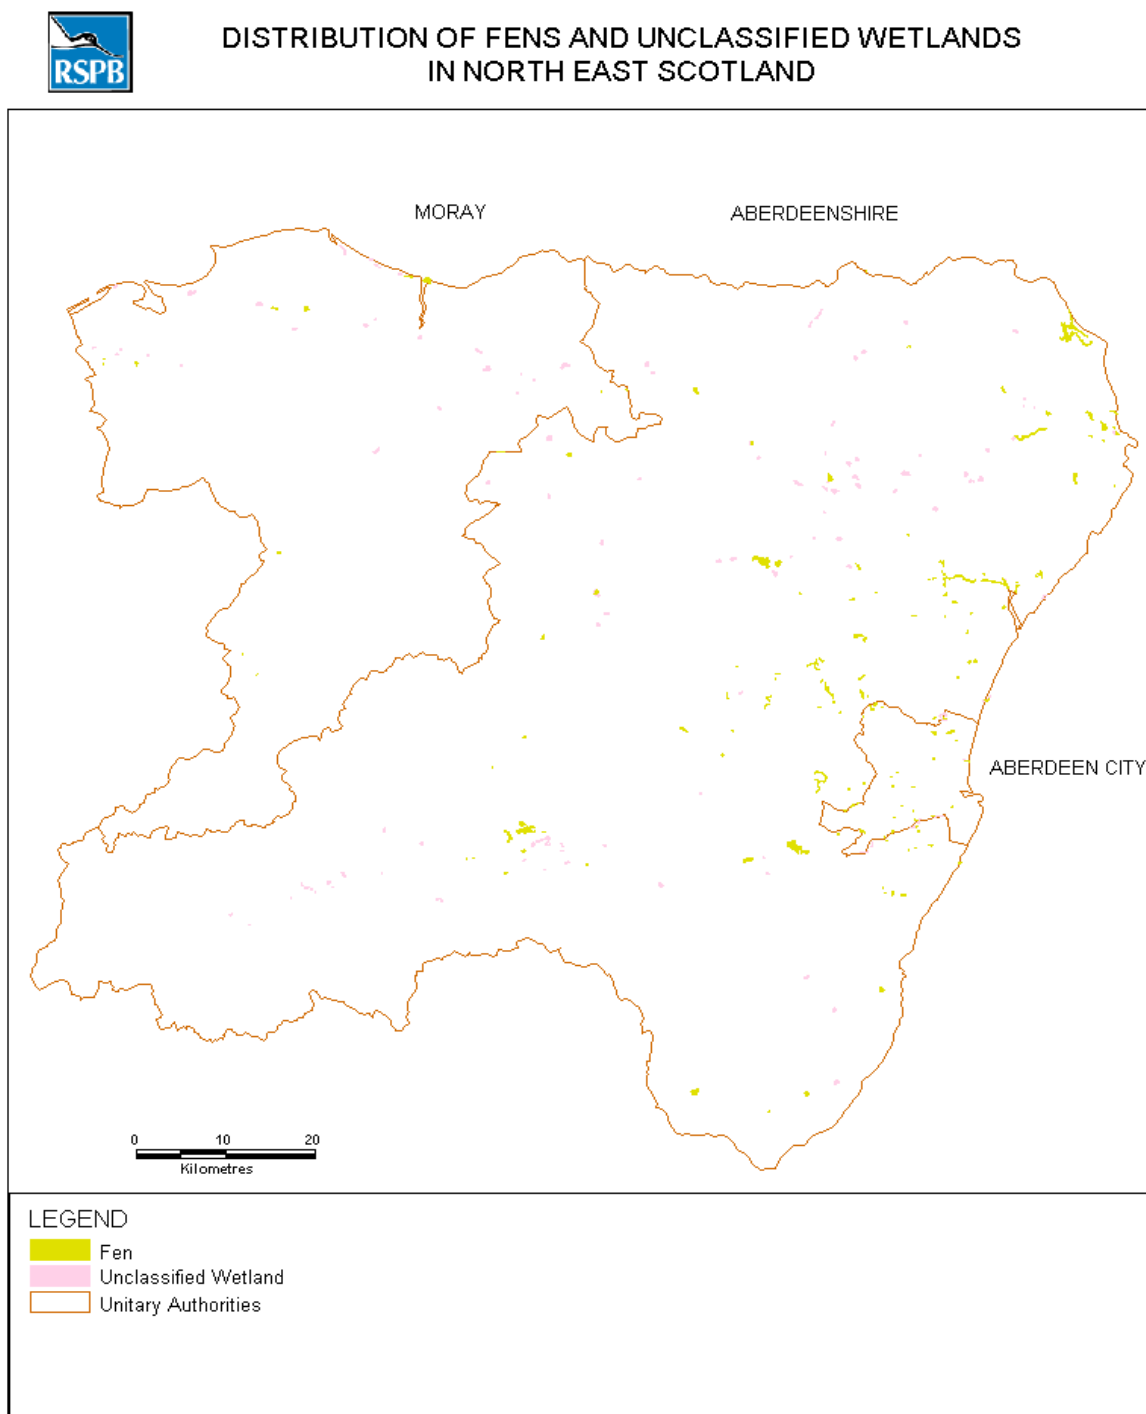 RSPB
DISTRIBUTION OF FENS AND UNCLASSIFIED WETLANDS
IN NORTH EAST SCOTLAND
MORAY
ABERDEENSHIRE
ABERDEEN CITY
0 10 20
Kilometres
LEGEND
Fen
Unclassified Wetland
Unitary Authorities